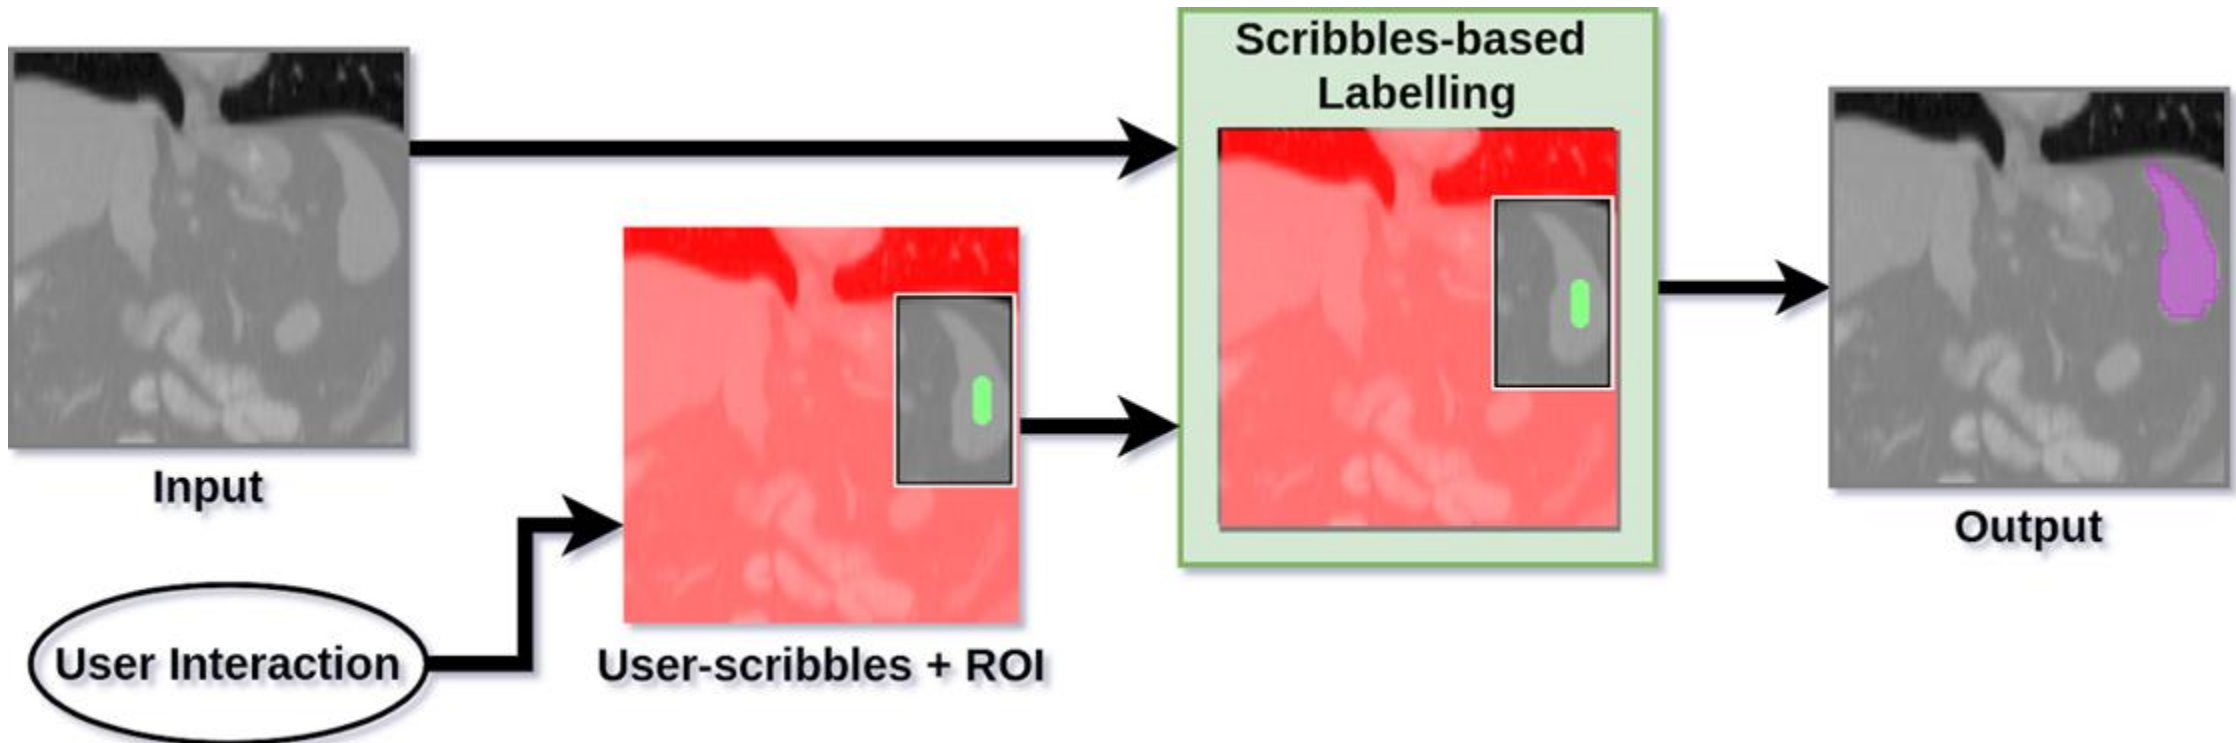 Scribbles-based
Labelling
Input
Output
User Interaction
User-scribbles + ROI